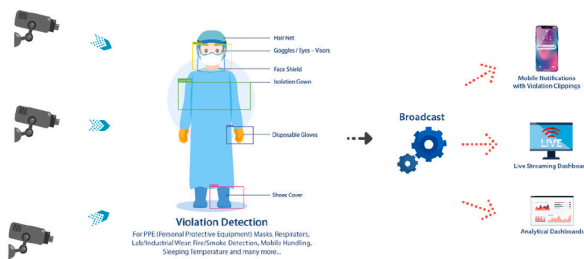 Hair Net
Goggles / Eyes - Visors
Face Shield
Isolation Gown
Disposable Gloves
Shoes Cover
Violation Detection
For PPE (Personal Protective Equipment) Masks, Respirators,
Lab/Industrial Wear: Fire/Smoke Detection, Mobile Handling,
Sleeping Temperature and many more...
Broadcast
Mobile Notifications
with Violation Clippings
LIVE
Live Streaming Dashboar
Analytical Dashboards